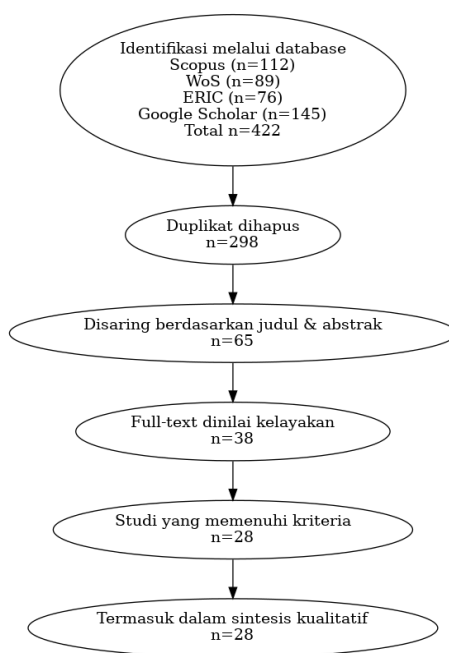 Identifikasi melalui database
Scopus (n=112)
WoS (n=89)
ERIC (n=76)
Google Scholar (n=145)
Total n=422
Duplikat dihapus
n=298
Disaring berdasarkan judul & abstrak
n=65
Full-text dinilai kelayakan
n=38
Studi yang memenuhi kriteria
n=28
Termasuk dalam sintesis kualitatif
n=28